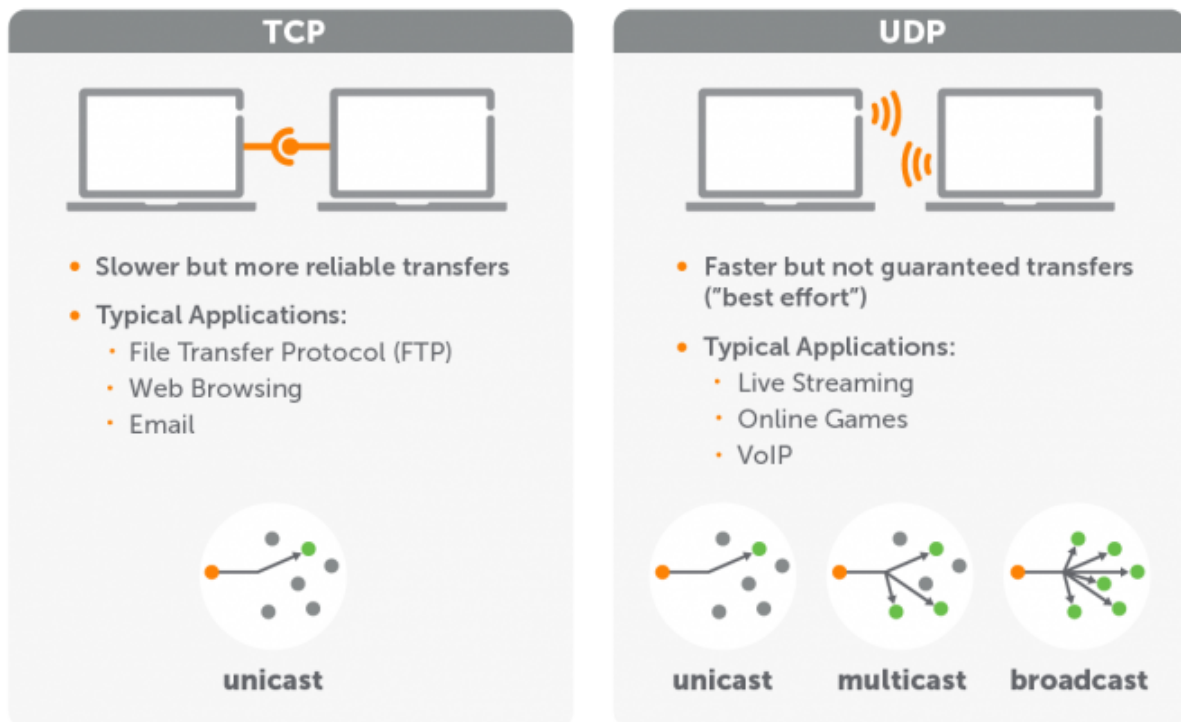 TCP
• Slower but more reliable transfers
• Typical Applications:
• File Transfer Protocol (FTP)
• Web Browsing
• Email
unicast
UDP
• Faster but not guaranteed transfers
("best effort")
• Typical Applications:
• Live Streaming
• Online Games
• VoIP
unicast
multicast
broadcast